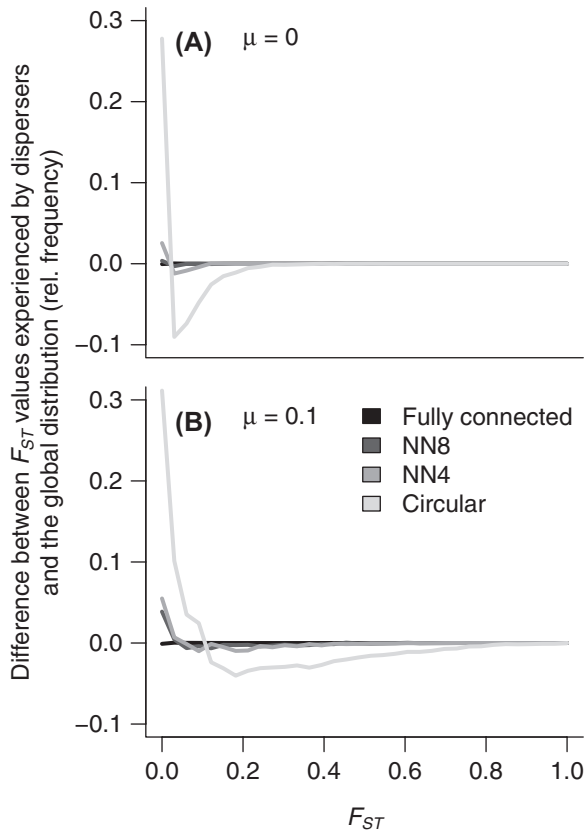 Difference between FST values experienced by dispersers
and the global distribution (rel. frequency)
(A) μ = 0
0.3
0.2
0.1
0.0
−0.1
(B) μ = 0.1
0.3
0.2
0.1
0.0
−0.1
Fully connected
NN8
NN4
Circular
0.0 0.2 0.4 0.6 0.8 1.0
FST